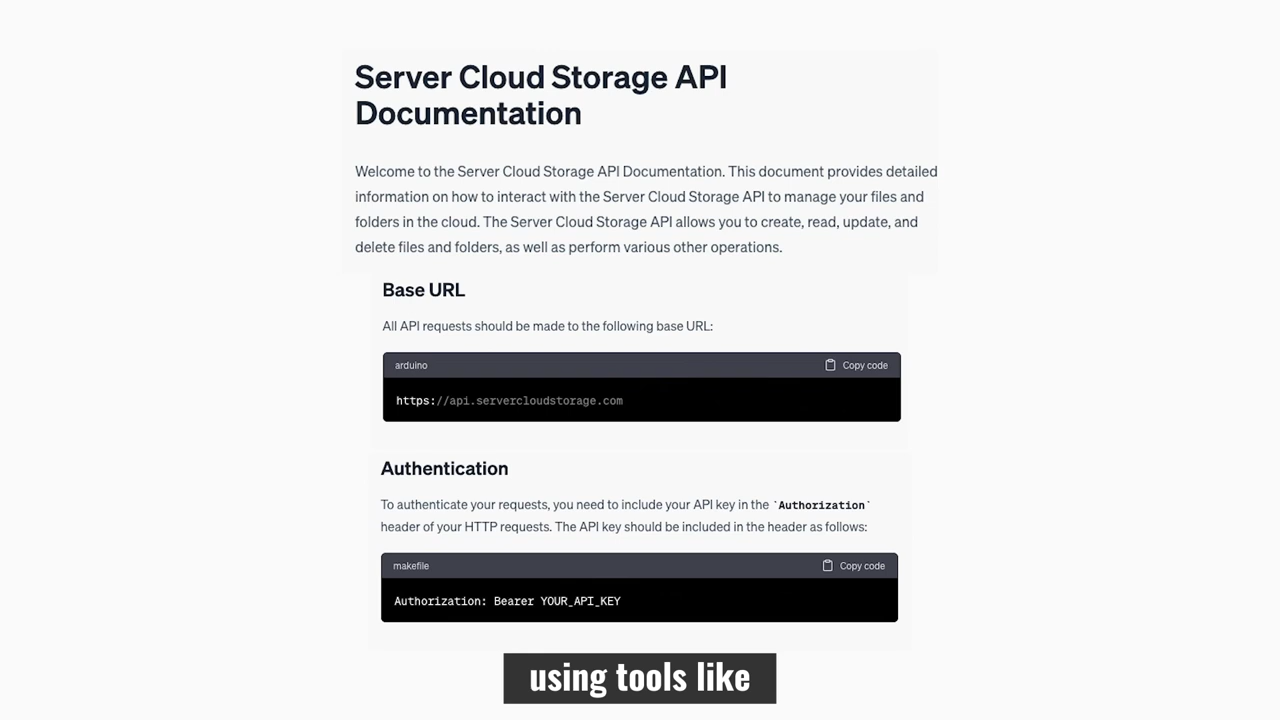 Server Cloud Storage API
Documentation
Welcome to the Server Cloud Storage API Documentation. This document provides detailed
information on how to interact with the Server Cloud Storage API to manage your files and
folders in the cloud. The Server Cloud Storage API allows you to create, read, update, and
delete files and folders, as well as perform various other operations.
Base URL
All API requests should be made to the following base URL:
arduino Copy code
https://api.servercloudstorage.com
Authentication
To authenticate your requests, you need to include your API key in the `Authorization`
header of your HTTP requests. The API key should be included in the header as follows:
makefile Copy code
Authorization: Bearer YOUR_API_KEY
using tools like